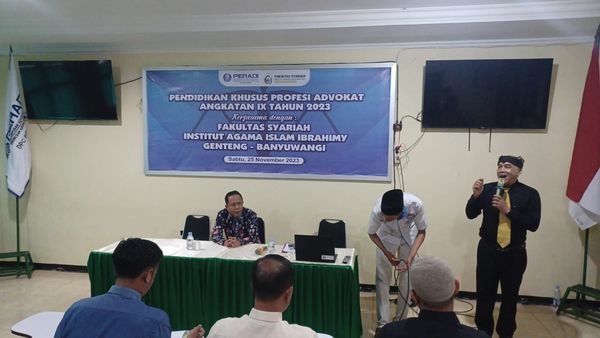 PERADI
FAKULTAS SYARIAH
PENDIDIKAN KHUSUS PROFESI ADVOKAT
ANGKATAN IX TAHUN 2023
Kerjasama dengan :
FAKULTAS SYARIAH
INSTITUT AGAMA ISLAM IBRAHIMY
GENTENG - BANYUWANGI
Sabtu, 25 November 2023